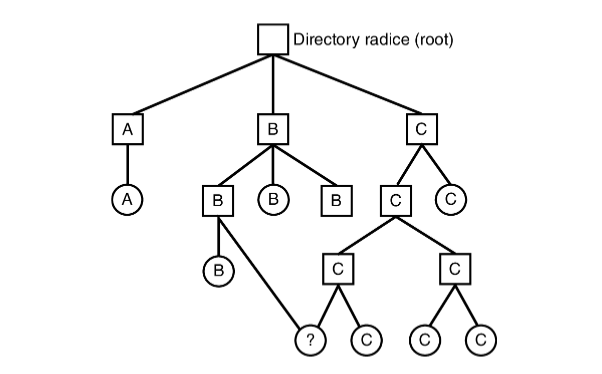 Directory radice (root)
A B C
A B B B C C
B C C
? C C C